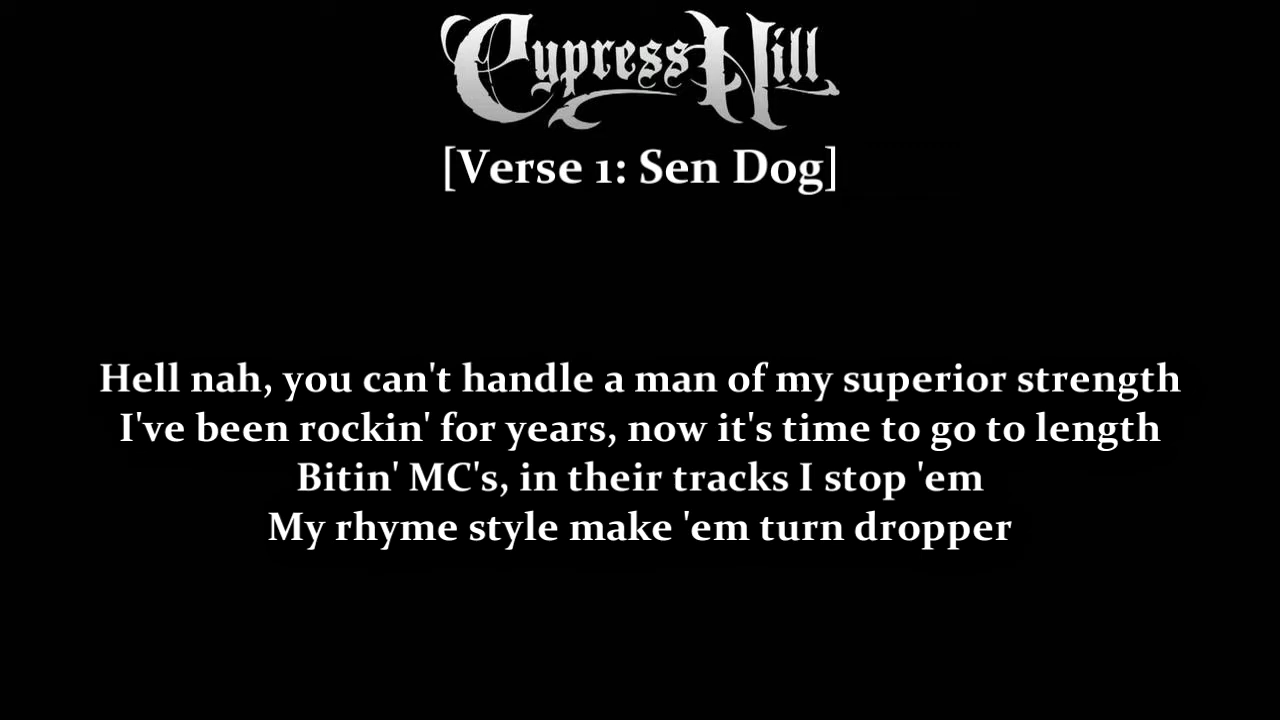 Cypress Hill
[Verse 1: Sen Dog]
Hell nah, you can't handle a man of my superior strength
I've been rockin' for years, now it's time to go to length
Bitin' MC's, in their tracks I stop 'em
My rhyme style make 'em turn dropper